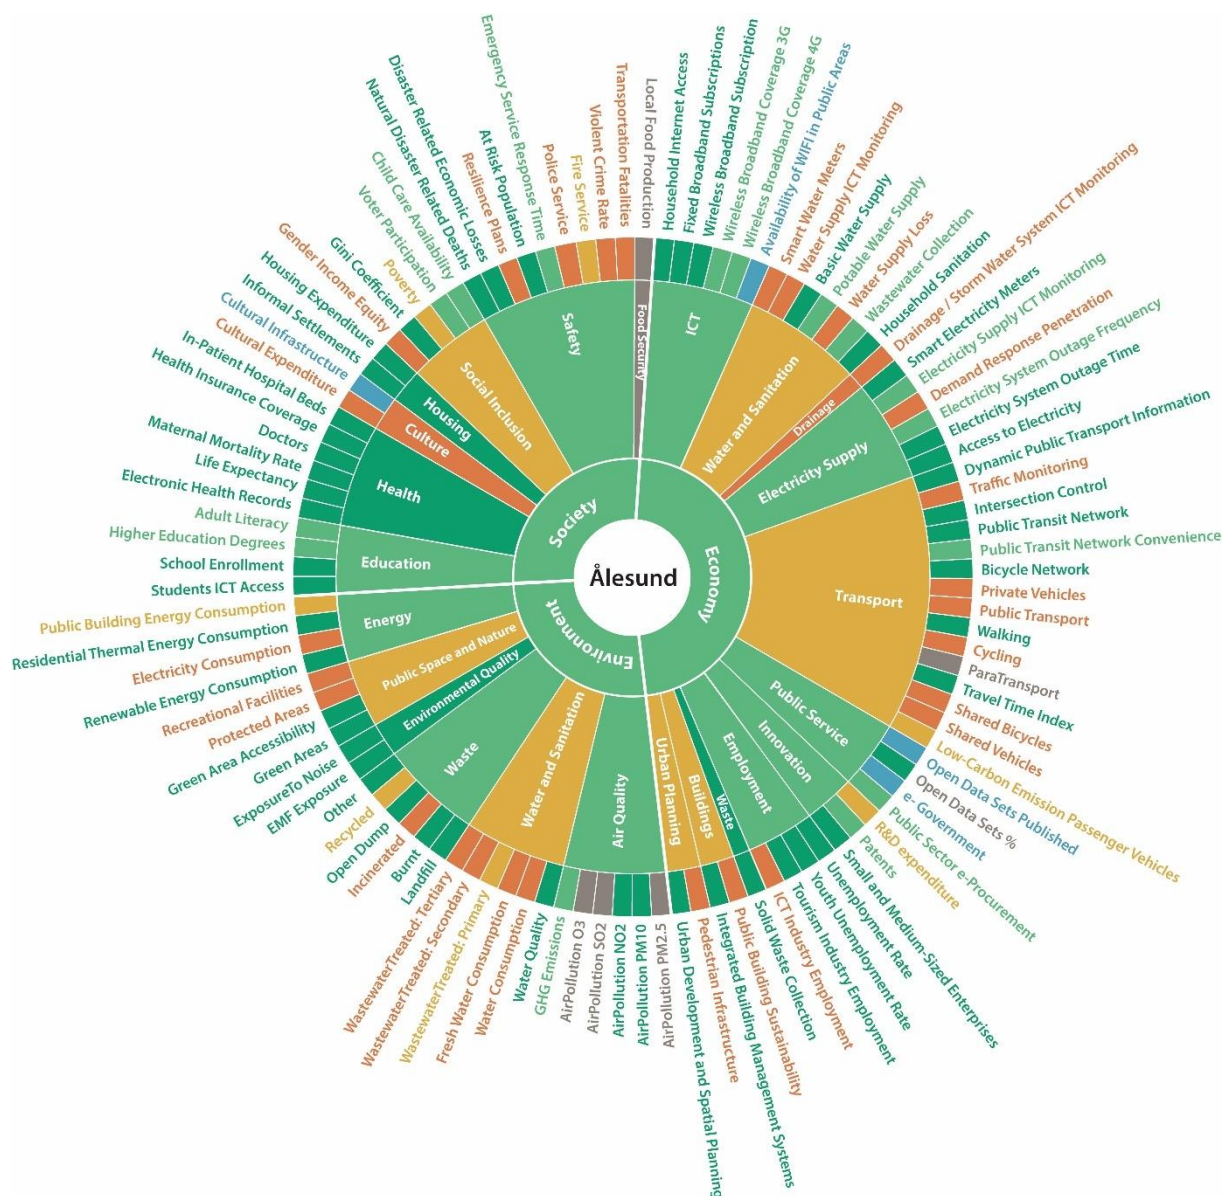 Ålesund
Economy
Environment
Society
ICT
Water and Sanitation
Drainage
Electricity Supply
Transport
Public Service
Innovation
Employment
Waste
Buildings
Urban Planning
Air Quality
Water and Sanitation
Waste
Environmental Quality
Public Space and Nature
Energy
Education
Health
Culture
Housing
Social Inclusion
Safety
Food Security
Household Internet Access
Fixed Broadband Subscriptions
Wireless Broadband Subscription
Wireless Broadband Coverage 3G
Wireless Broadband Coverage 4G
Availability of WIFI in Public Areas
Smart Water Meters
Water Supply ICT Monitoring
Basic Water Supply
Potable Water Supply
Water Supply Loss
Wastewater Collection
Household Sanitation
Drainage / Storm Water System ICT Monitoring
Smart Electricity Meters
Electricity Supply ICT Monitoring
Demand Response Penetration
Electricity System Outage Frequency
Electricity System Outage Time
Access to Electricity
Dynamic Public Transport Information
Traffic Monitoring
Intersection Control
Public Transit Network
Public Transit Network Convenience
Bicycle Network
Private Vehicles
Public Transport
Walking
Cycling
ParaTransport
Travel Time Index
Shared Bicycles
Shared Vehicles
Low-Carbon Emission Passenger Vehicles
Open Data Sets Published
Open Data Sets %
e- Government
Public Sector e-Procurement
R&D expenditure
Patents
Small and Medium-Sized Enterprises
Unemployment Rate
Youth Unemployment Rate
Tourism Industry Employment
ICT Industry Employment
Solid Waste Collection
Public Building Sustainability
Integrated Building Management Systems
Pedestrian Infrastructure
Urban Development and Spatial Planning
AirPollution PM2.5
AirPollution PM10
AirPollution NO2
AirPollution SO2
AirPollution O3
GHG Emissions
Water Quality
Water Consumption
Fresh Water Consumption
WastewaterTreated: Primary
WastewaterTreated: Secondary
WastewaterTreated: Tertiary
Landfill
Burnt
Incinerated
Open Dump
Recycled
Other
EMF Exposure
ExposureTo Noise
Green Areas
Green Area Accessibility
Protected Areas
Recreational Facilities
Renewable Energy Consumption
Electricity Consumption
Residential Thermal Energy Consumption
Public Building Energy Consumption
Students ICT Access
School Enrollment
Higher Education Degrees
Adult Literacy
Electronic Health Records
Life Expectancy
Maternal Mortality Rate
Doctors
Health Insurance Coverage
In-Patient Hospital Beds
Cultural Expenditure
Cultural Infrastructure
Informal Settlements
Housing Expenditure
Gender Income Equity
Gini Coefficient
Poverty
Voter Participation
Child Care Availability
Natural Disaster Related Deaths
Disaster Related Economic Losses
Resilience Plans
At Risk Population
Emergency Service Response Time
Police Service
Fire Service
Violent Crime Rate
Transportation Fatalities
Local Food Production